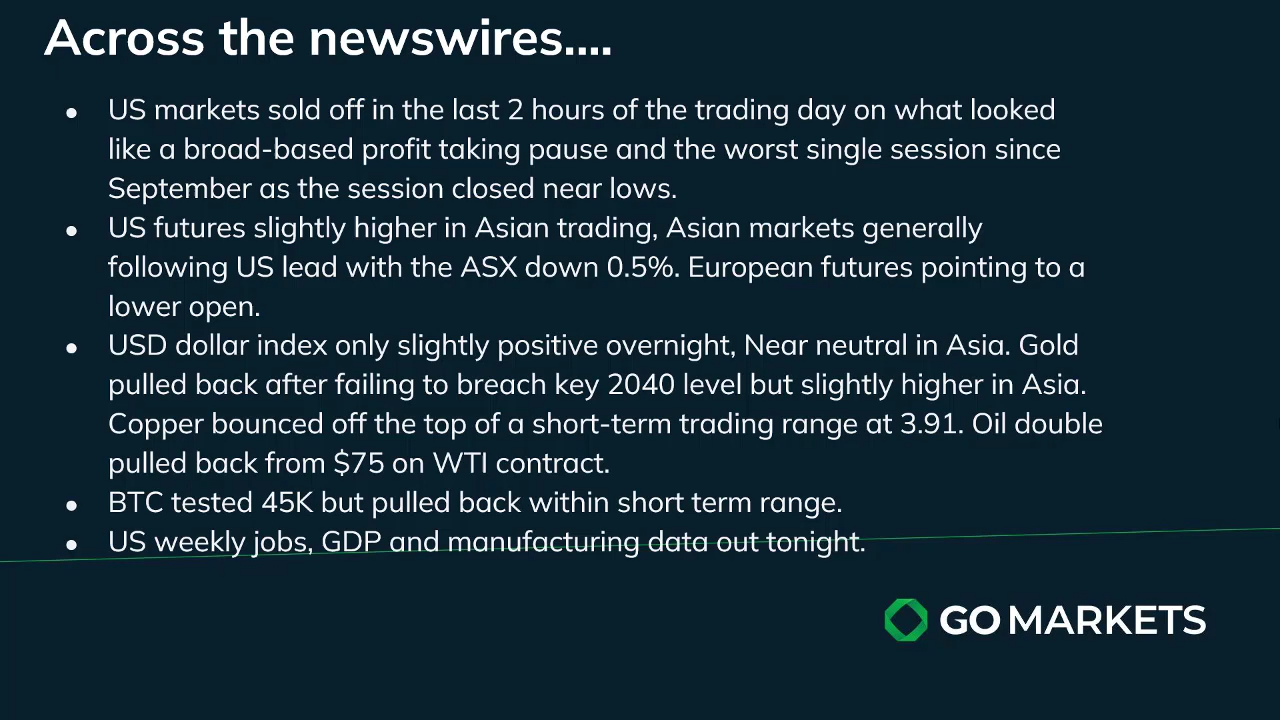 Across the newswires....
● US markets sold off in the last 2 hours of the trading day on what looked
like a broad-based profit taking pause and the worst single session since
September as the session closed near lows.
● US futures slightly higher in Asian trading, Asian markets generally
following US lead with the ASX down 0.5%. European futures pointing to a
lower open.
● USD dollar index only slightly positive overnight, Near neutral in Asia. Gold
pulled back after failing to breach key 2040 level but slightly higher in Asia.
Copper bounced off the top of a short-term trading range at 3.91. Oil double
pulled back from $75 on WTI contract.
● BTC tested 45K but pulled back within short term range.
● US weekly jobs, GDP and manufacturing data out tonight.
GO MARKETS